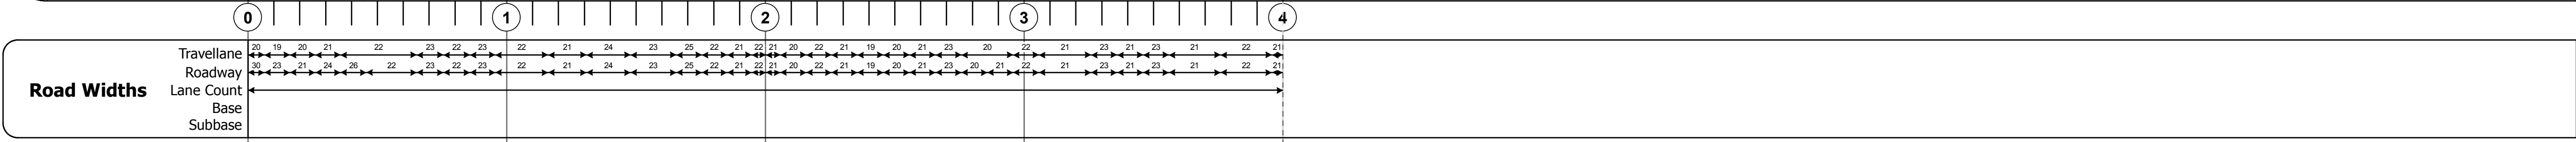 0 1 2 3 4
Travellane 20 19 20 21 22 23 22 23 22 21 24 23 25 22 21 22 21 20 22 21 19 20 21 23 20 22 21 23 21 23 21 22 21
Roadway 30 23 21 24 26 22 23 22 23 22 21 24 23 25 22 21 22 21 20 22 21 19 20 21 23 20 21 22 21 23 21 23 21 22 21
Road Widths
Lane Count
Base
Subbase